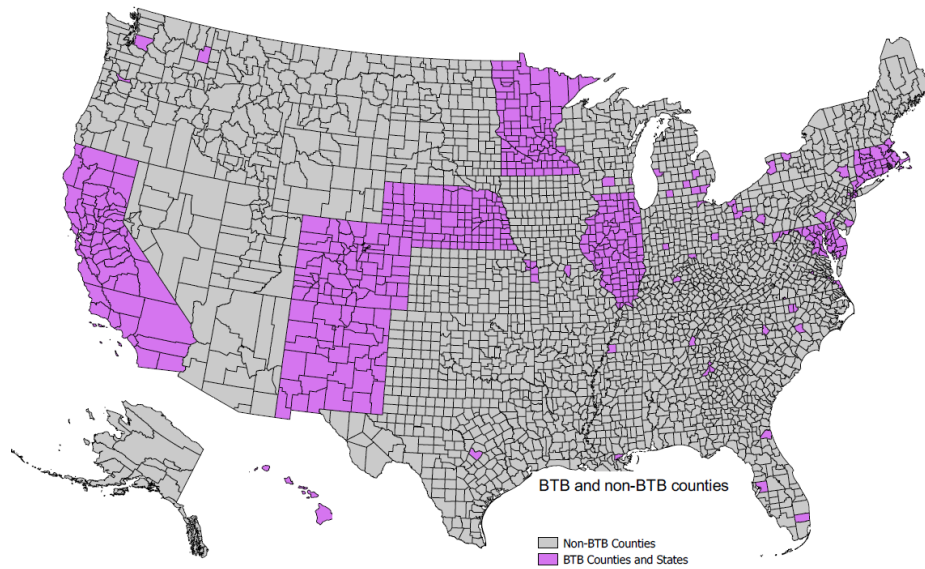 BTB and non-BTB counties
Non-BTB Counties
BTB Counties and States